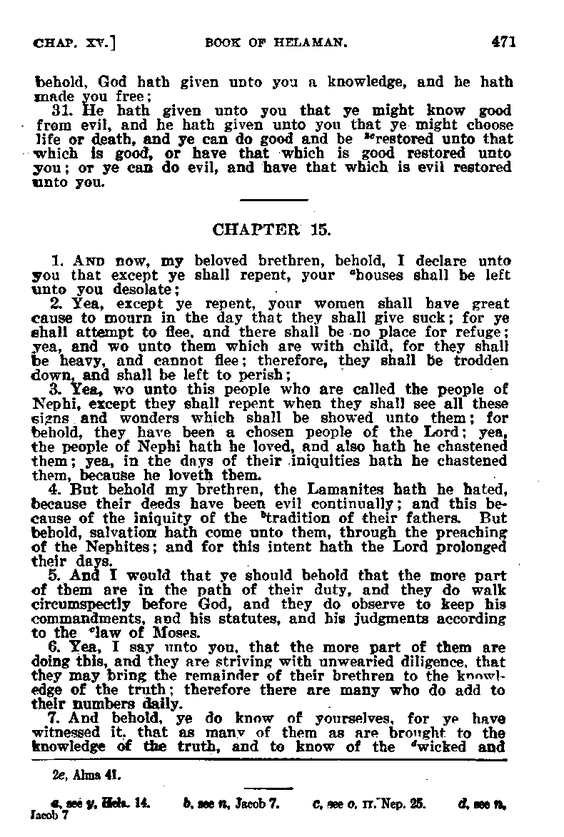 CHAP. XV.] BOOK OF HELAMAN. 471
behold, God hath given unto you a knowledge, and he hath
made you free;
31. He hath given unto you that ye might know good
from evil, and he hath given unto you that ye might choose
life or death, and ye can do good and be ²ᵉrestored unto that
which is good, or have that which is good restored unto
you; or ye can do evil, and have that which is evil restored
unto you.
CHAPTER 15.
1. AND now, my beloved brethren, behold, I declare unto
you that except ye shall repent, your ᵃhouses shall be left
unto you desolate;
2. Yea, except ye repent, your women shall have great
cause to mourn in the day that they shall give suck; for ye
shall attempt to flee, and there shall be no place for refuge;
yea, and wo unto them which are with child, for they shall
be heavy, and cannot flee; therefore, they shall be trodden
down, and shall be left to perish;
3. Yea, wo unto this people who are called the people of
Nephi, except they shall repent when they shall see all these
signs and wonders which shall be showed unto them; for
behold, they have been a chosen people of the Lord; yea,
the people of Nephi hath he loved, and also hath he chastened
them; yea, in the days of their iniquities hath he chastened
them, because he loveth them.
4. But behold my brethren, the Lamanites hath he hated,
because their deeds have been evil continually; and this be-
cause of the iniquity of the ᵇtradition of their fathers. But
behold, salvation hath come unto them, through the preaching
of the Nephites; and for this intent hath the Lord prolonged
their days.
5. And I would that ye should behold that the more part
of them are in the path of their duty, and they do walk
circumspectly before God, and they do observe to keep his
commandments, and his statutes, and his judgments according
to the ᶜlaw of Moses.
6. Yea, I say unto you, that the more part of them are
doing this, and they are striving with unwearied diligence, that
they may bring the remainder of their brethren to the knowl-
edge of the truth; therefore there are many who do add to
their numbers daily.
7. And behold, ye do know of yourselves, for ye have
witnessed it, that as many of them as are brought to the
knowledge of the truth, and to know of the ᵈwicked and
2e, Alma 41.
a, see y, Hela. 14. b, see n, Jacob 7. c, see o, II. Nep. 25. d, see n,
Jacob 7